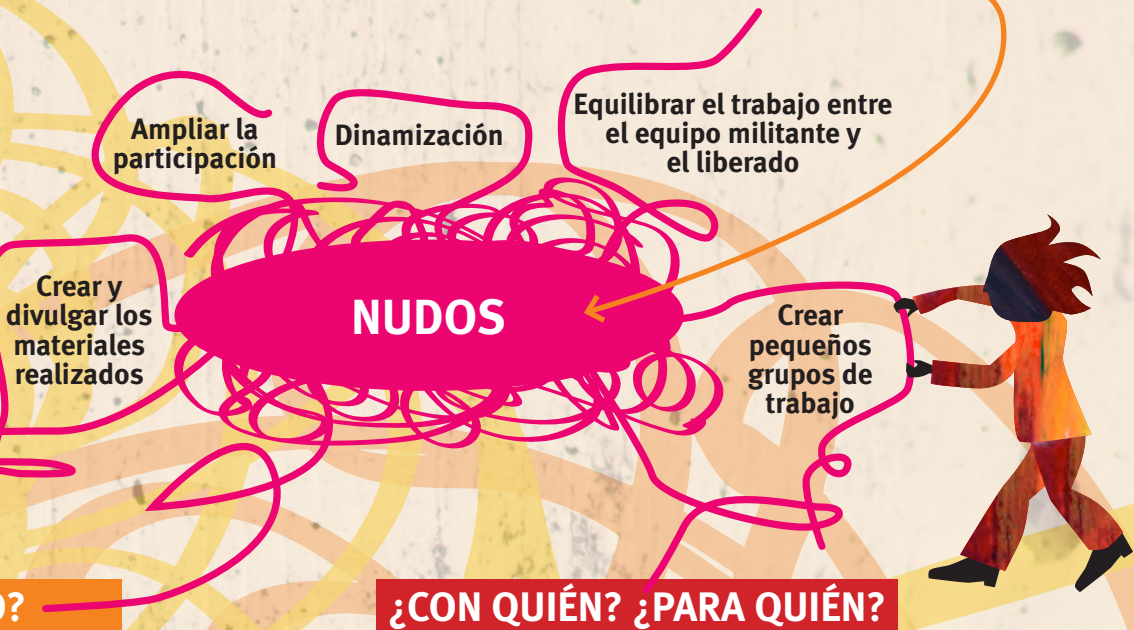 Ampliar la
participación
Dinamización
Equilibrar el trabajo entre
el equipo militante y
el liberado
Crear y
divulgar los
materiales
realizados
NUDOS
Crear
pequeños
grupos de
trabajo
O?
¿CON QUIÉN? ¿PARA QUIÉN?